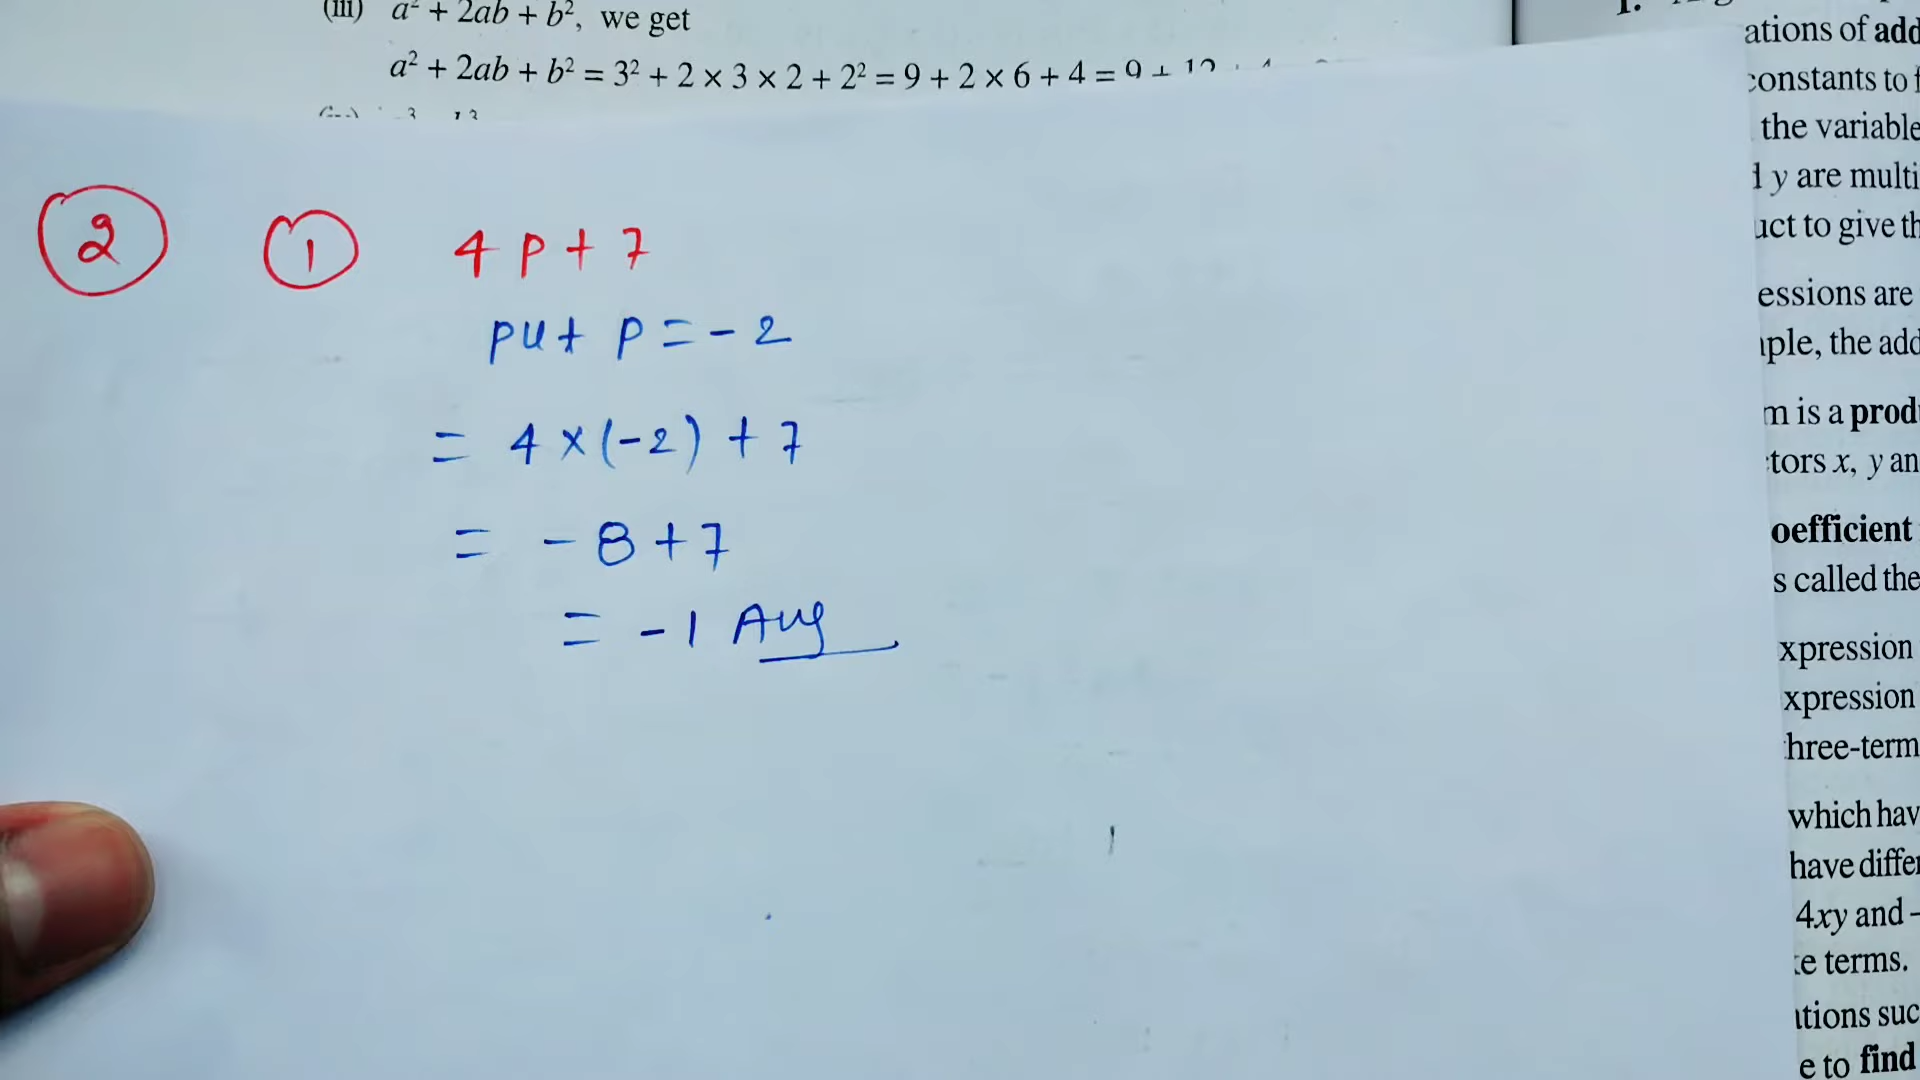 (iii) a² + 2ab + b², we get
a² + 2ab + b² = 3² + 2 × 3 × 2 + 2² = 9 + 2 × 6 + 4 = 9 + 12
2 1 4p + 7
put p = -2
= 4 × (-2) + 7
= -8 + 7
= -1 Ans
ations of add
constants to f
the variable
y are multi
uct to give th
essions are
ple, the add
m is a prod
tors x, y an
oefficient
s called the
xpression
xpression
hree-term
which hav
have differ
4xy and -
e terms.
tions suc
e to find